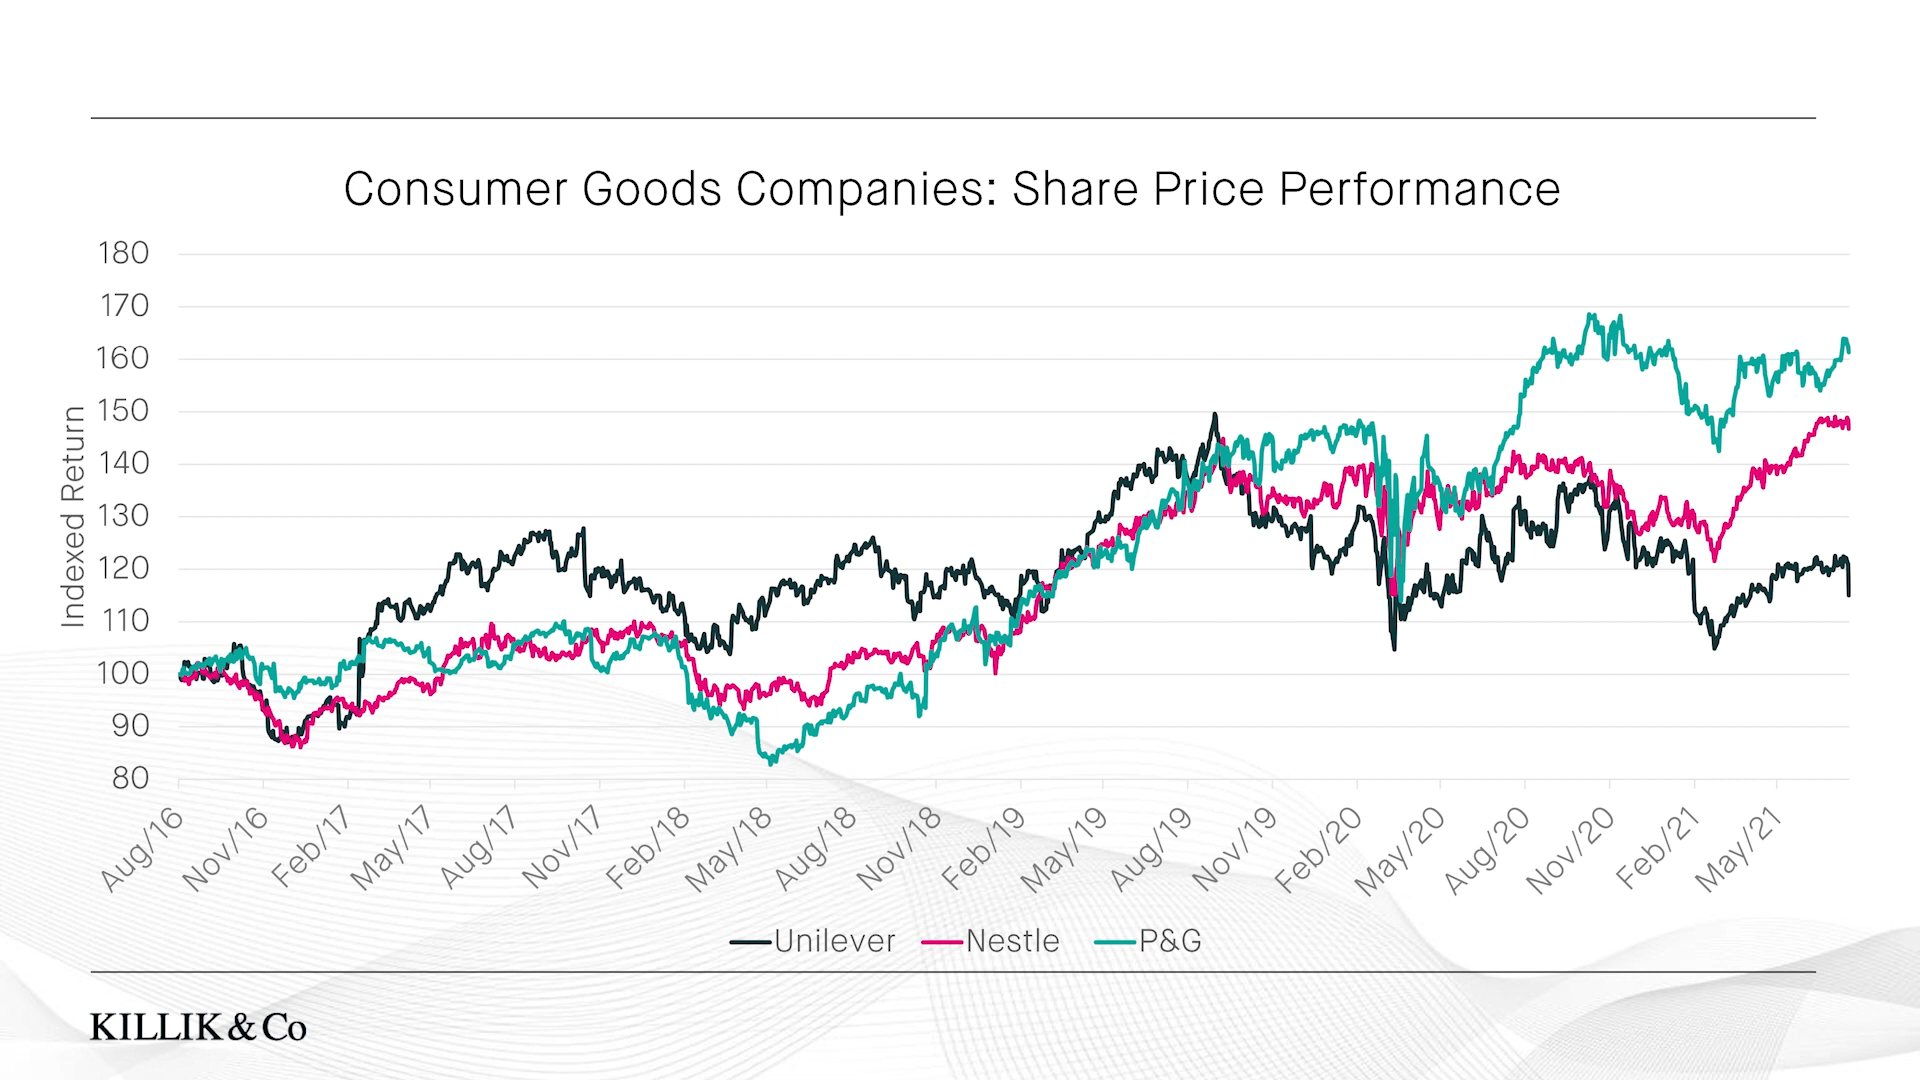 Consumer Goods Companies: Share Price Performance
180
170
160
150
140
130
120
110
100
90
80
Indexed Return
Aug/16
Nov/16
Feb/17
May/17
Aug/17
Nov/17
Feb/18
May/18
Aug/18
Nov/18
Feb/19
May/19
Aug/19
Nov/19
Feb/20
May/20
Aug/20
Nov/20
Feb/21
May/21
Unilever Nestle P&G
KILLIK & Co